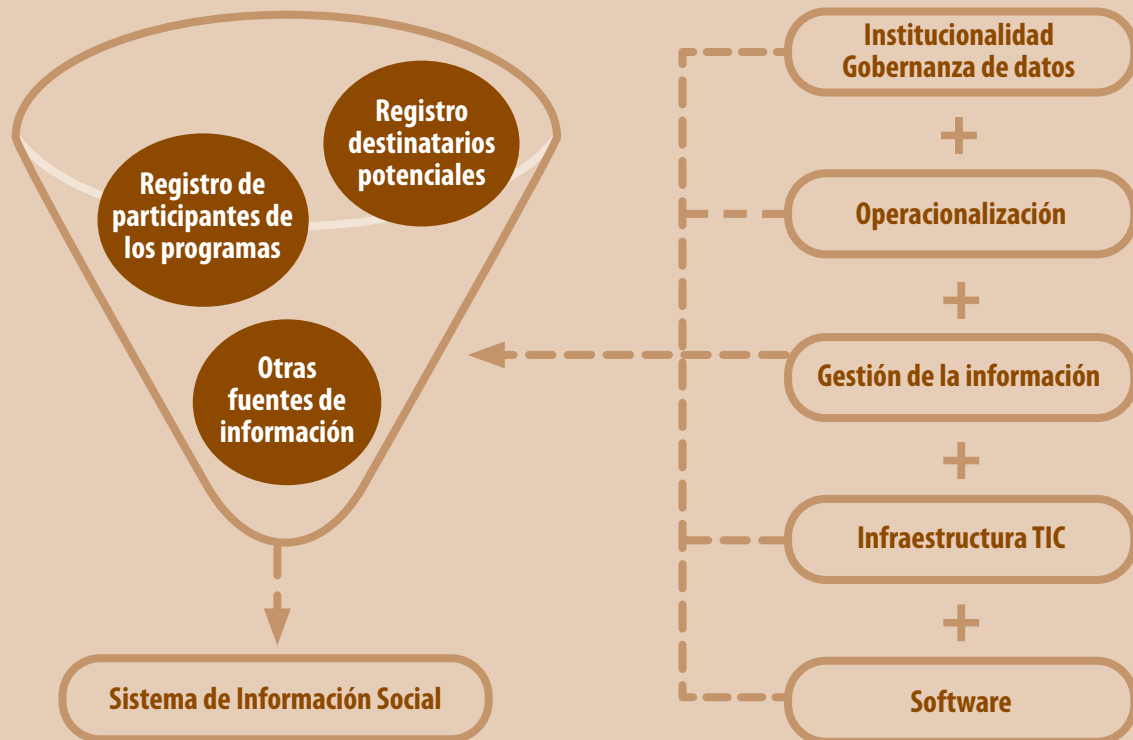 Registro
destinatarios
potenciales
Registro de
participantes de
los programas
Otras
fuentes de
información
Sistema de Información Social
Institucionalidad
Gobernanza de datos
+
Operacionalización
+
Gestión de la información
+
Infraestructura TIC
+
Software